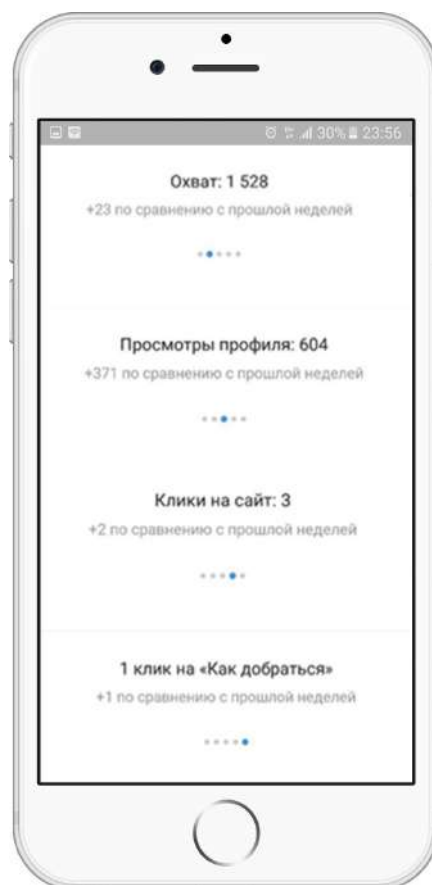 30% 23:56
Охват: 1 528
+23 по сравнению с прошлой неделей
Просмотры профиля: 604
+371 по сравнению с прошлой неделей
Клики на сайт: 3
+2 по сравнению с прошлой неделей
1 клик на «Как добраться»
+1 по сравнению с прошлой неделей